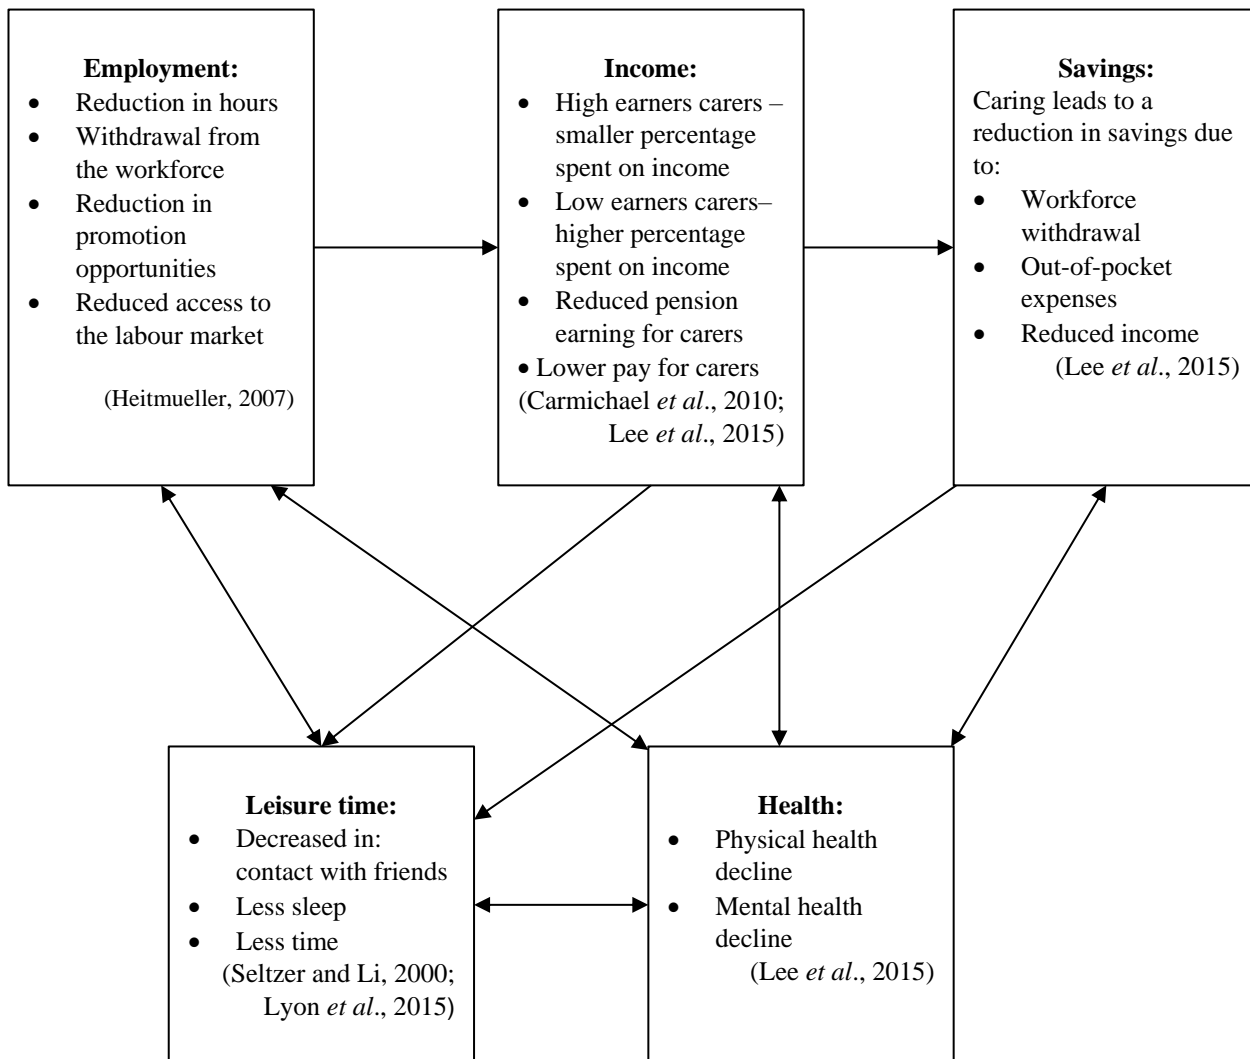 Employment:
• Reduction in hours
• Withdrawal from
the workforce
• Reduction in
promotion
opportunities
• Reduced access to
the labour market
(Heitmueller, 2007)
Income:
• High earners carers –
smaller percentage
spent on income
• Low earners carers–
higher percentage
spent on income
• Reduced pension
earning for carers
• Lower pay for carers
(Carmichael et al., 2010;
Lee et al., 2015)
Savings:
Caring leads to a
reduction in savings due
to:
• Workforce
withdrawal
• Out-of-pocket
expenses
• Reduced income
(Lee et al., 2015)
Leisure time:
• Decreased in:
contact with friends
• Less sleep
• Less time
(Seltzer and Li, 2000;
Lyon et al., 2015)
Health:
• Physical health
decline
• Mental health
decline
(Lee et al., 2015)